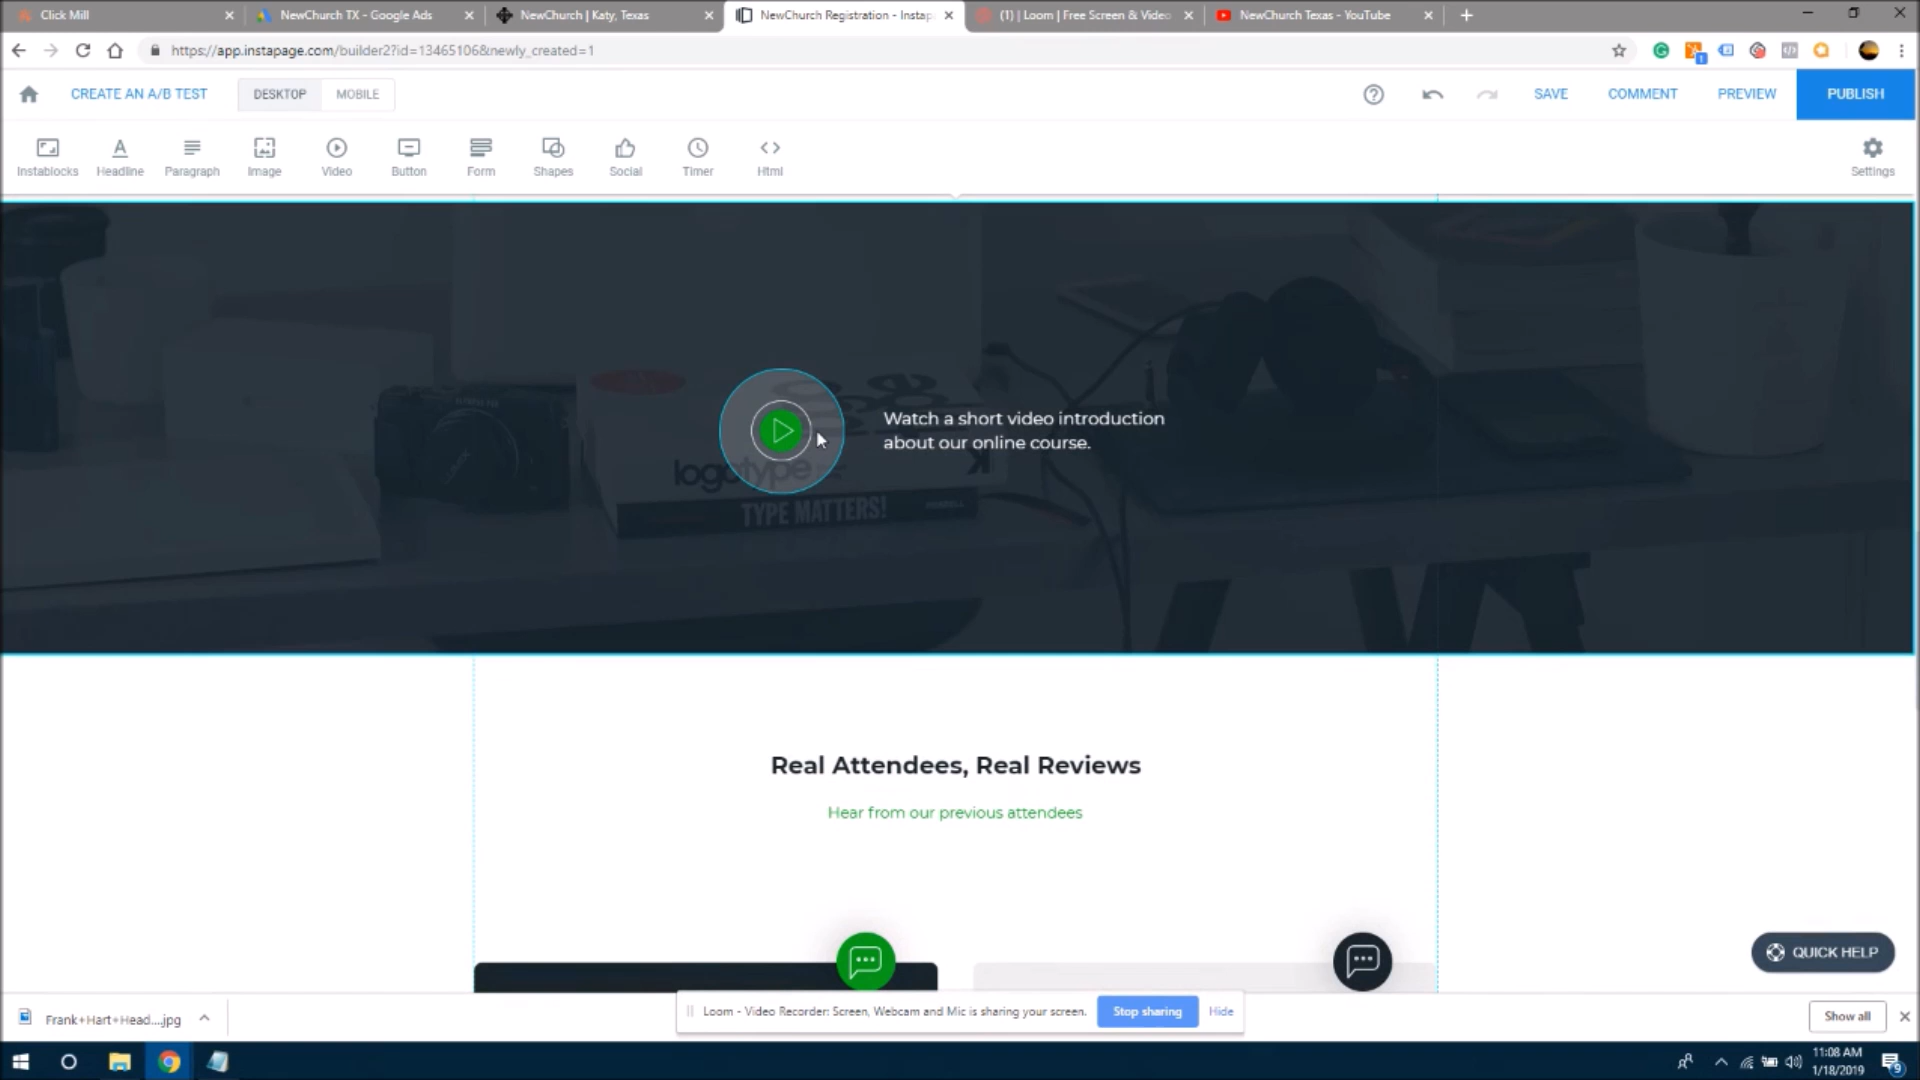 Click Mill
NewChurch TX - Google Ads
NewChurch | Katy, Texas
NewChurch Registration - Instap
(1) | Loom | Free Screen & Video
NewChurch Texas - YouTube
https://app.instapage.com/builder2?id=13465106&newly_created=1
CREATE AN A/B TEST
DESKTOP
MOBILE
SAVE
COMMENT
PREVIEW
PUBLISH
Instablocks
Headline
Paragraph
Image
Video
Button
Form
Shapes
Social
Timer
Html
Settings
Watch a short video introduction
about our online course.
logotype
TYPE MATTERS!
Real Attendees, Real Reviews
Hear from our previous attendees
QUICK HELP
Frank+Hart+Head....jpg
Loom - Video Recorder: Screen, Webcam and Mic is sharing your screen.
Stop sharing
Hide
Show all
11:08 AM
1/18/2019